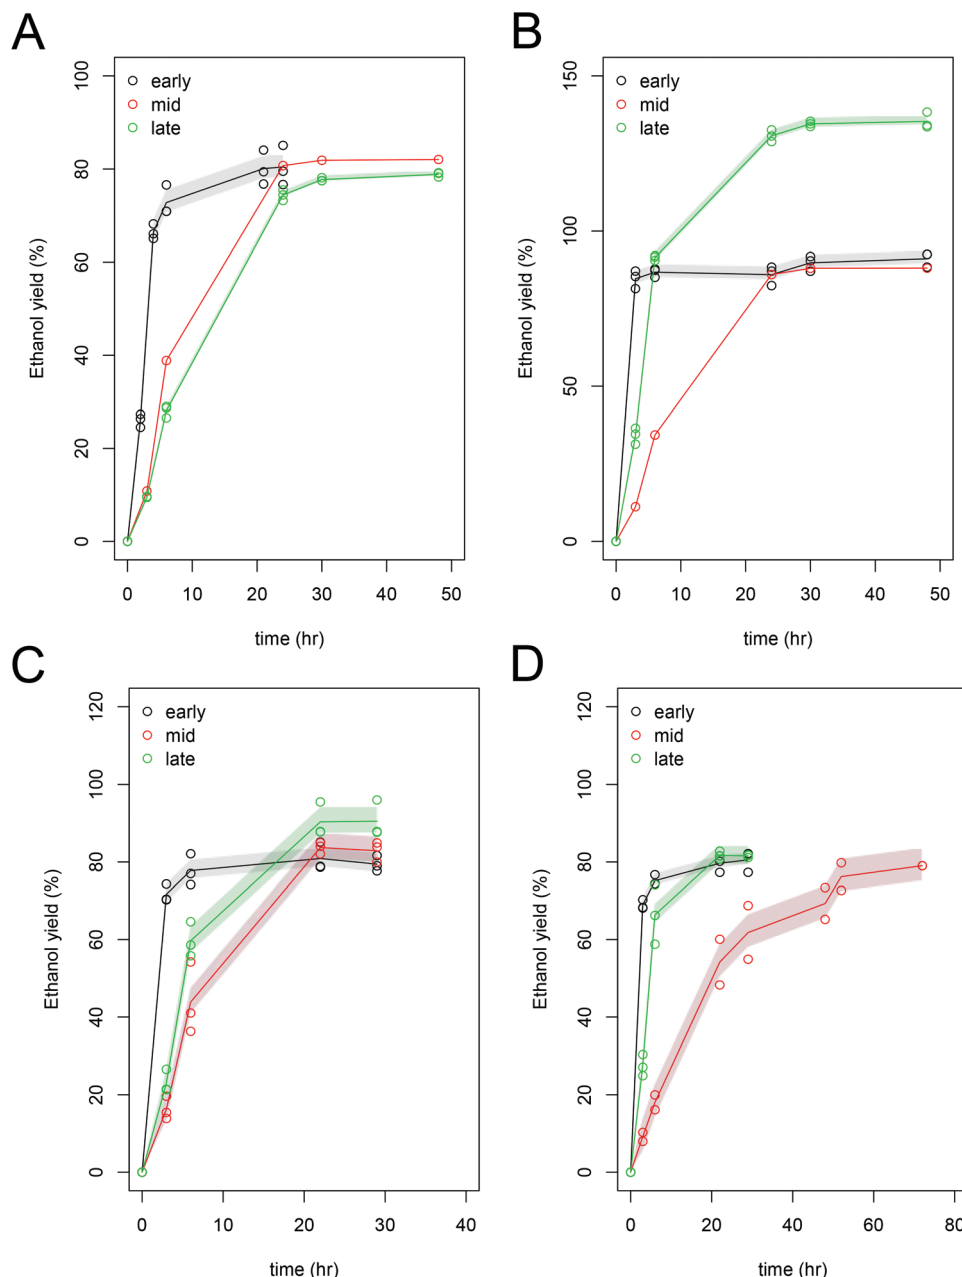 A
early
mid
late
Ethanol yield (%)
0 20 40 60 80 100
0 10 20 30 40 50
time (hr)
B
early
mid
late
Ethanol yield (%)
0 50 100 150
0 10 20 30 40 50
time (hr)
C
early
mid
late
Ethanol yield (%)
0 20 40 60 80 100 120
0 10 20 30 40
time (hr)
D
early
mid
late
Ethanol yield (%)
0 20 40 60 80 100 120
0 20 40 60 80
time (hr)